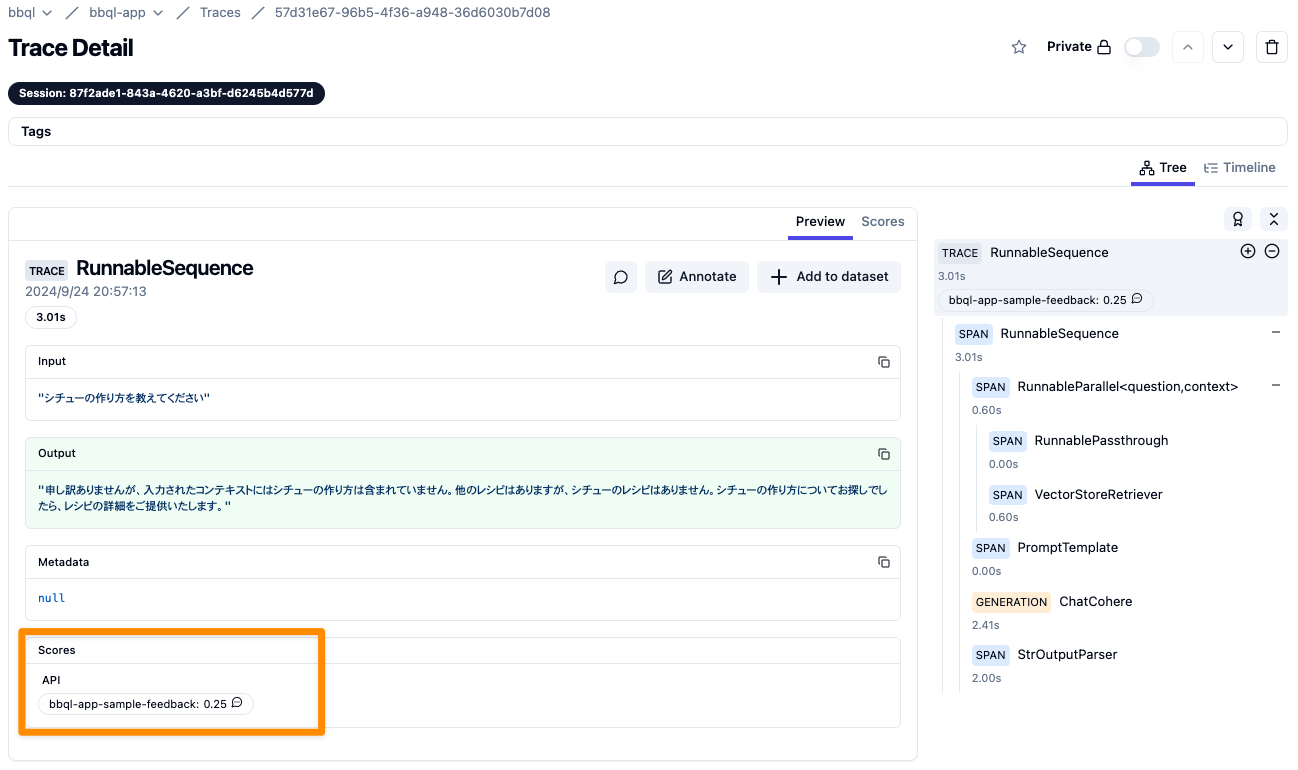 bbql / bbql-app / Traces / 57d31e67-96b5-4f36-a948-36d6030b7d08
Trace Detail
Private
Session: 87f2ade1-843a-4620-a3bf-d6245b4d577d
Tags
Tree
Timeline
Preview
Scores
TRACE RunnableSequence
2024/9/24 20:57:13
3.01s
Annotate
Add to dataset
Input
"シチューの作り方を教えてください"
Output
"申し訳ありませんが、入力されたコンテキストにはシチューの作り方は含まれていません。他のレシピはありますが、シチューのレシピはありません。シチューの作り方についてお探しでし
たら、レシピの詳細をご提供いたします。"
Metadata
null
Scores
API
bbql-app-sample-feedback: 0.25
TRACE RunnableSequence
3.01s
bbql-app-sample-feedback: 0.25
SPAN RunnableSequence
3.01s
SPAN RunnableParallel<question,context>
0.60s
SPAN RunnablePassthrough
0.00s
SPAN VectorStoreRetriever
0.60s
SPAN PromptTemplate
0.00s
GENERATION ChatCohere
2.41s
SPAN StrOutputParser
2.00s